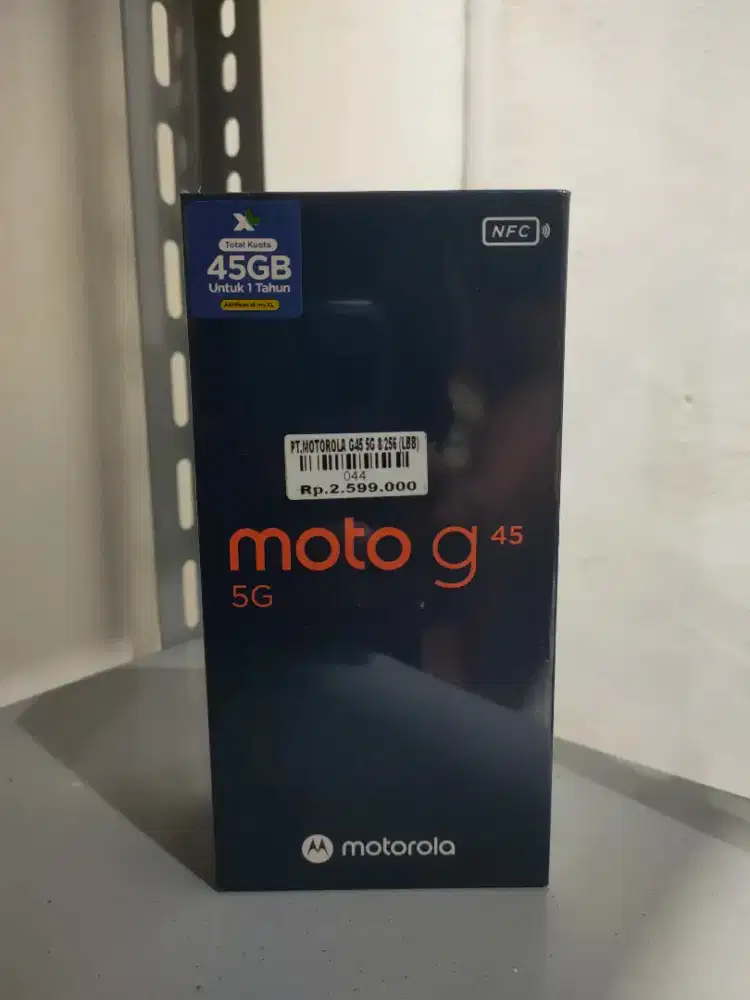 NFC
Total Kuota
45GB
Untuk 1 Tahun
PT.MOTOROLA G45 5G 8 256 (LBB)
044
Rp.2.599.000
moto g 45
5G
motorola